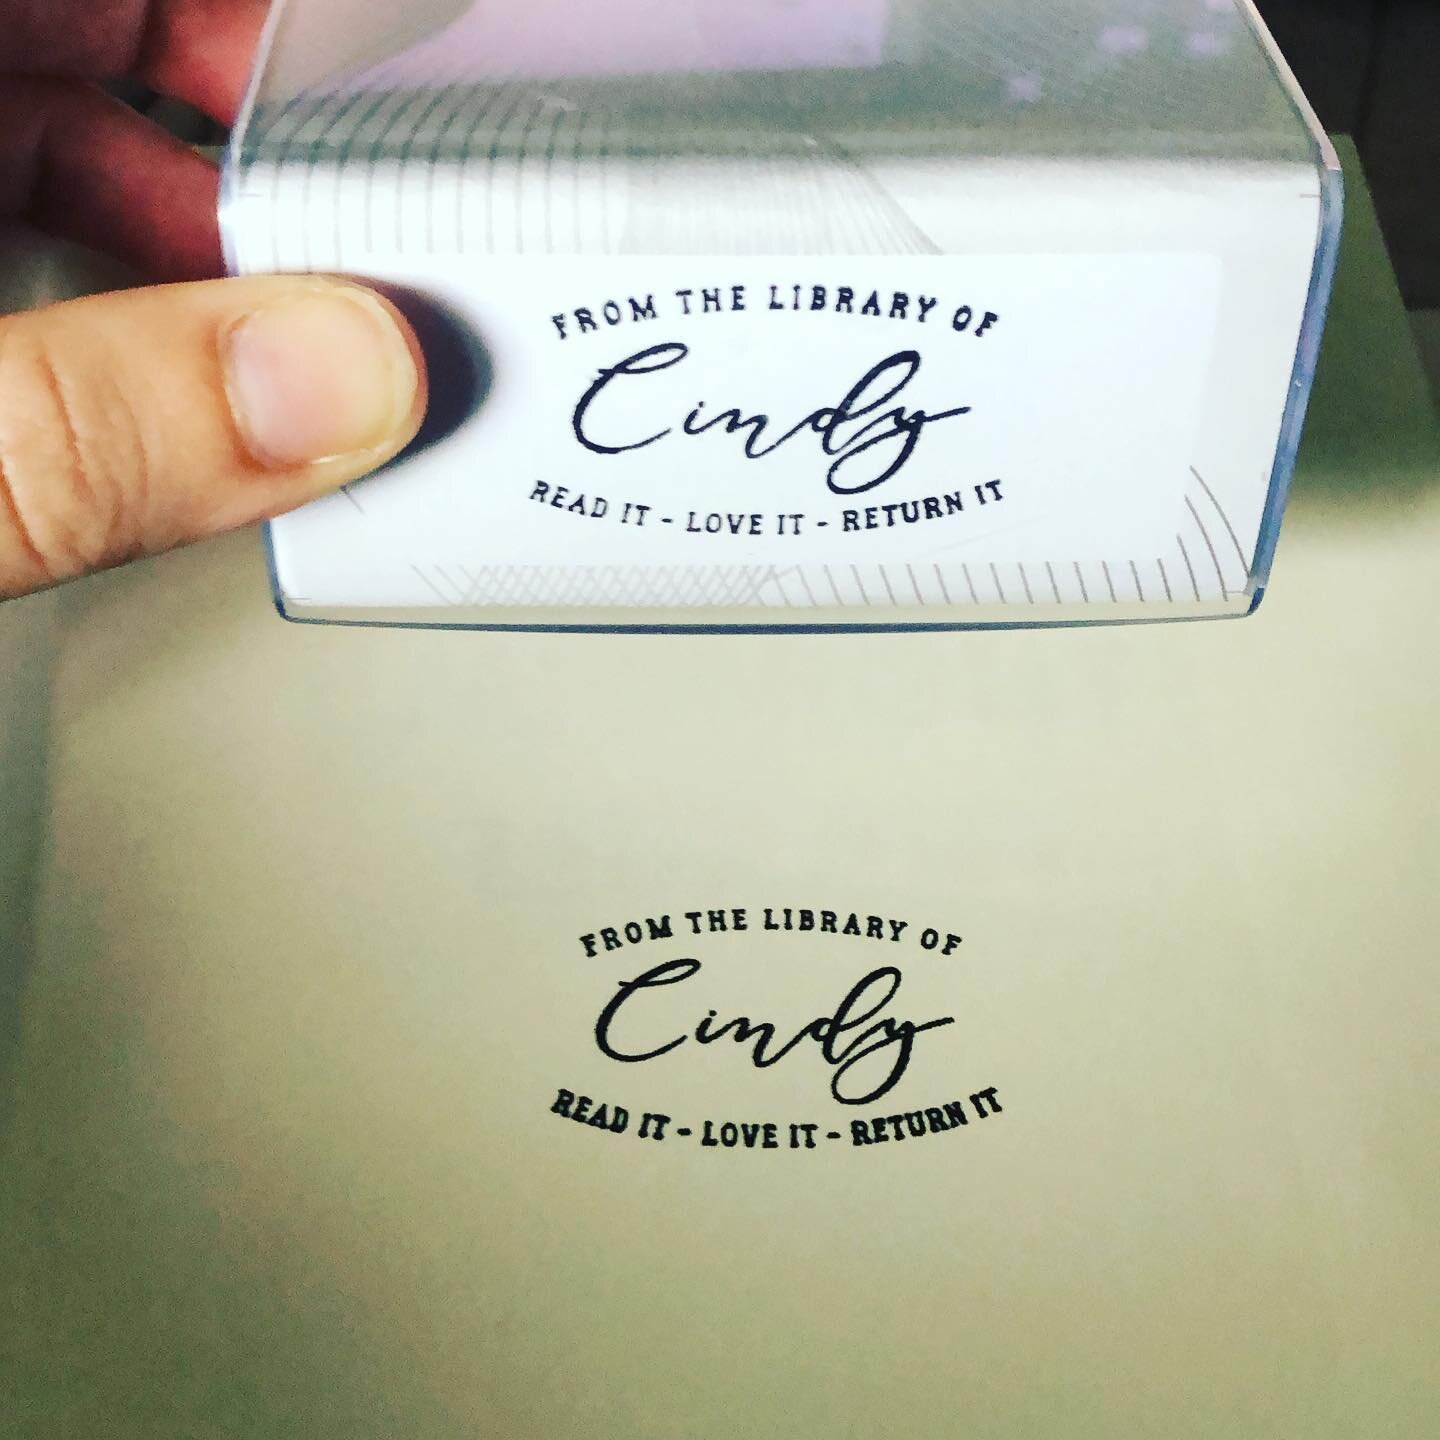 FROM THE LIBRARY OF
Cindy
READ IT - LOVE IT - RETURN IT
FROM THE LIBRARY OF
Cindy
READ IT - LOVE IT - RETURN IT